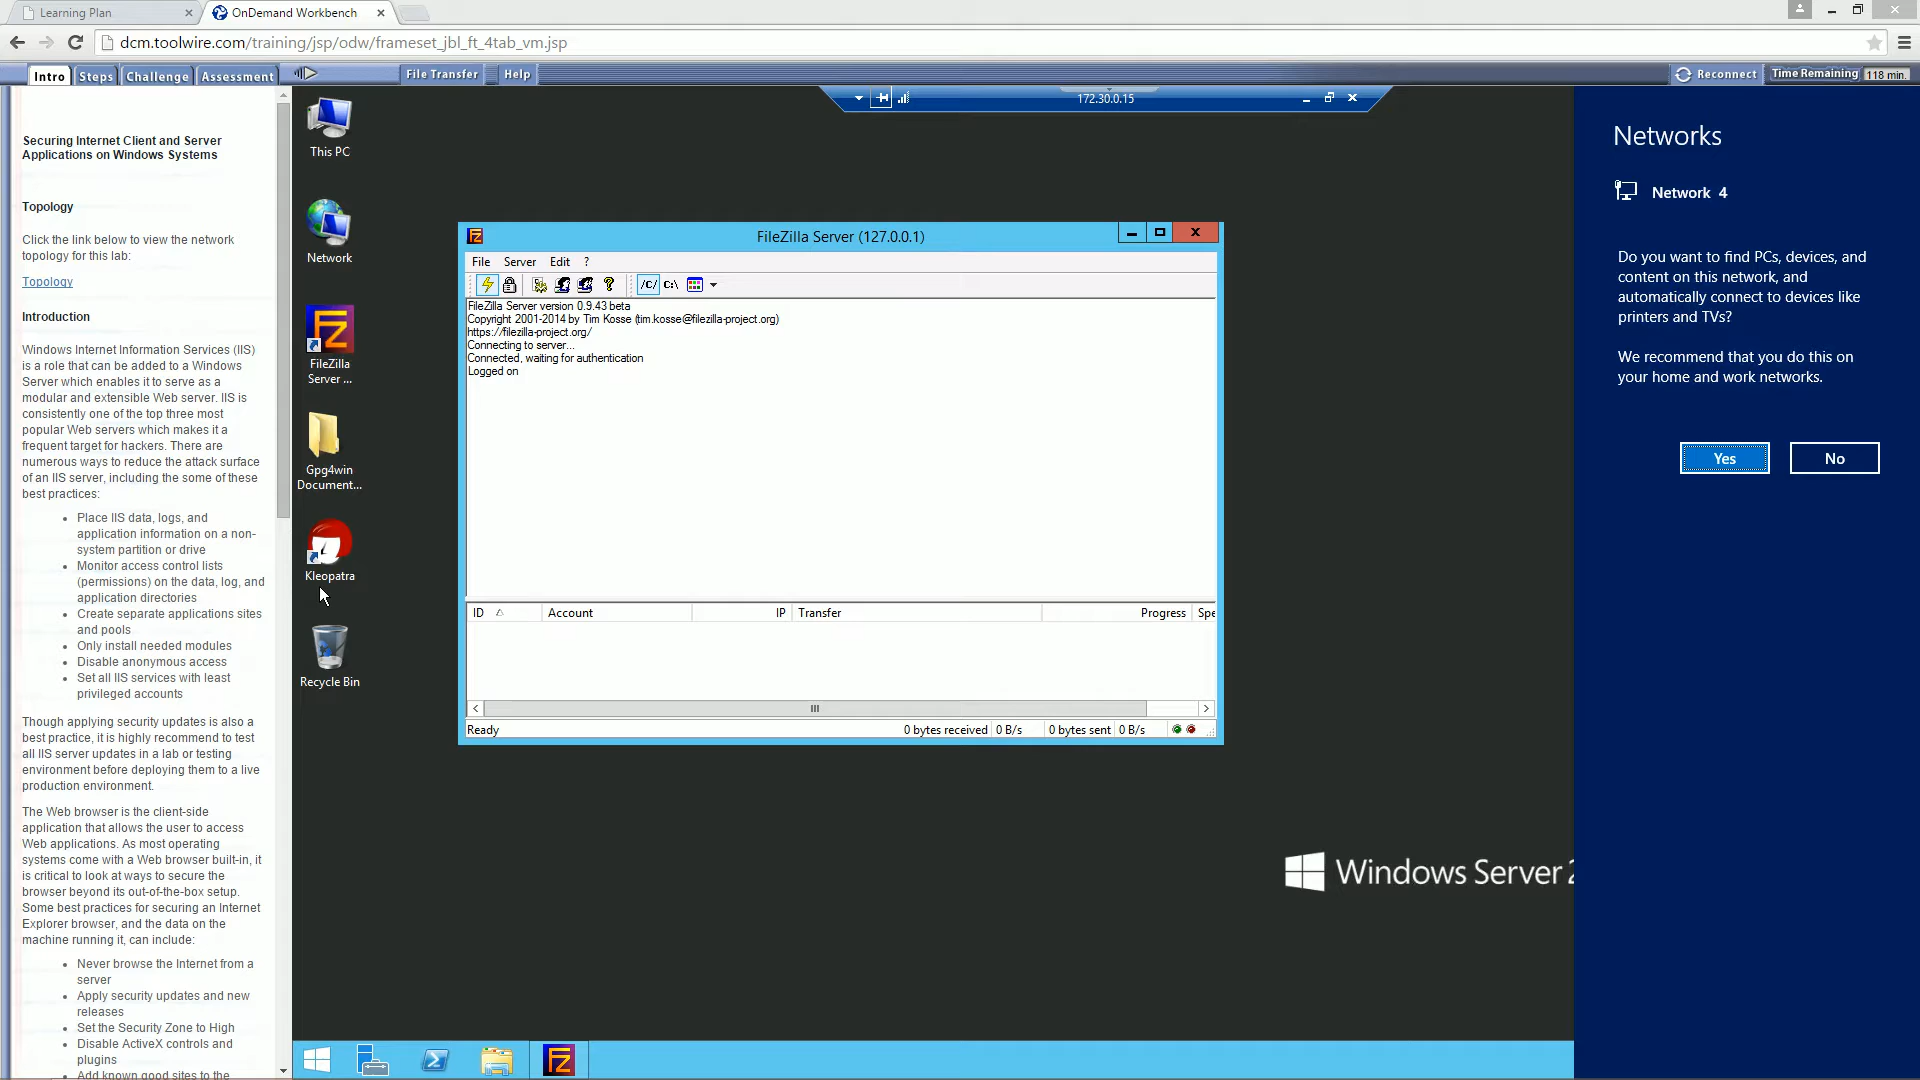 Learning Plan
OnDemand Workbench
dcm.toolwire.com/training/jsp/odw/frameset_jbl_ft_4tab_vm.jsp
Intro
Steps
Challenge
Assessment
File Transfer
Help
Reconnect
Time Remaining
118 min.
Securing Internet Client and Server
Applications on Windows Systems
Topology
Click the link below to view the network
topology for this lab:
Topology
Introduction
Windows Internet Information Services (IIS)
is a role that can be added to a Windows
Server which enables it to serve as a
modular and extensible Web server. IIS is
consistently one of the top three most
popular Web servers which makes it a
frequent target for hackers. There are
numerous ways to reduce the attack surface
of an IIS server, including the some of these
best practices:
• Place IIS data, logs, and
application information on a non-
system partition or drive
• Monitor access control lists
(permissions) on the data, log, and
application directories
• Create separate applications sites
and pools
• Only install needed modules
• Disable anonymous access
• Set all IIS services with least
privileged accounts
Though applying security updates is also a
best practice, it is highly recommend to test
all IIS server updates in a lab or testing
environment before deploying them to a live
production environment.
The Web browser is the client-side
application that allows the user to access
Web applications. As most operating
systems come with a Web browser built-in, it
is critical to look at ways to secure the
browser beyond its out-of-the-box setup.
Some best practices for securing an Internet
Explorer browser, and the data on the
machine running it, can include:
• Never browse the Internet from a
server
• Apply security updates and new
releases
• Set the Security Zone to High
• Disable ActiveX controls and
plugins
• Add known good sites to the
172.30.0.15
This PC
Network
FileZilla
Server ...
Gpg4win
Document...
Kleopatra
Recycle Bin
FileZilla Server (127.0.0.1)
File
Server
Edit
?
/C/
C:\
FileZilla Server version 0.9.43 beta
Copyright 2001-2014 by Tim Kosse (tim.kosse@filezilla-project.org)
https://filezilla-project.org/
Connecting to server...
Connected, waiting for authentication
Logged on
ID
Account
IP
Transfer
Progress
Spe
Ready
0 bytes received
0 B/s
0 bytes sent
0 B/s
Windows Server
Networks
Network 4
Do you want to find PCs, devices, and
content on this network, and
automatically connect to devices like
printers and TVs?
We recommend that you do this on
your home and work networks.
Yes
No